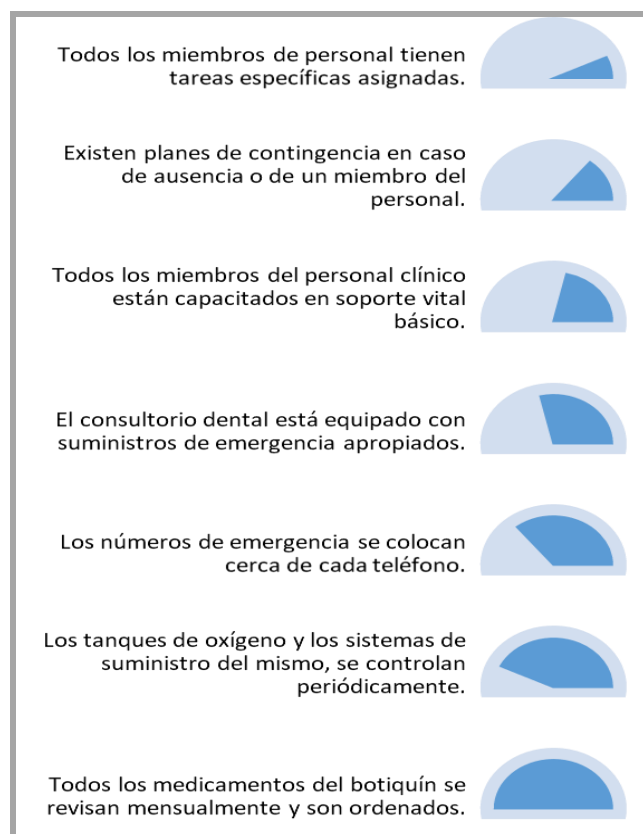 Todos los miembros de personal tienen
tareas específicas asignadas.
Existen planes de contingencia en caso
de ausencia o de un miembro del
personal.
Todos los miembros del personal clínico
están capacitados en soporte vital
básico.
El consultorio dental está equipado con
suministros de emergencia apropiados.
Los números de emergencia se colocan
cerca de cada teléfono.
Los tanques de oxígeno y los sistemas de
suministro del mismo, se controlan
periódicamente.
Todos los medicamentos del botiquín se
revisan mensualmente y son ordenados.